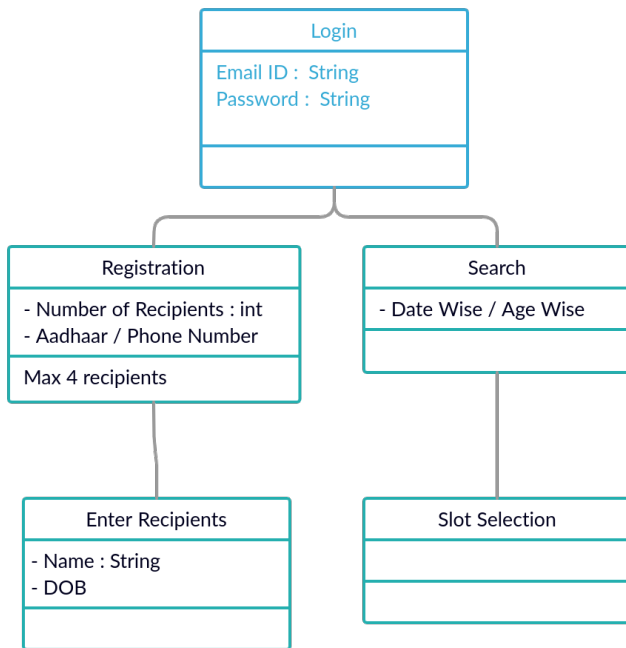 Login
Email ID : String
Password : String
Registration
- Number of Recipients : int
- Aadhaar / Phone Number
Max 4 recipients
Search
- Date Wise / Age Wise
Enter Recipients
- Name : String
- DOB
Slot Selection